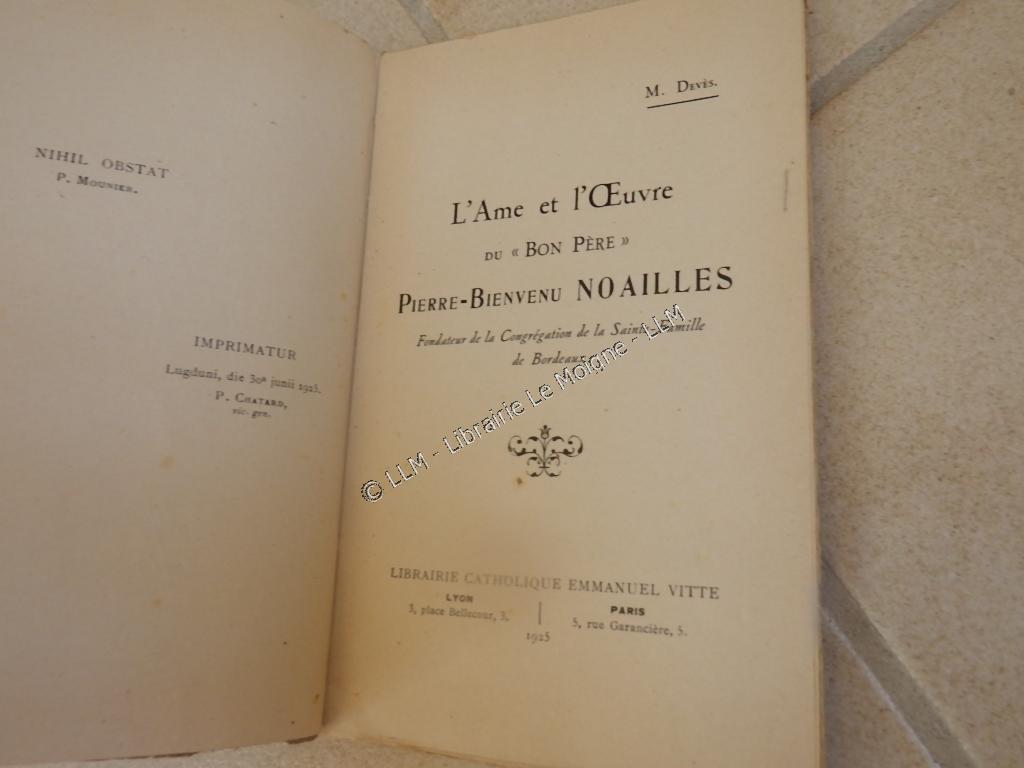 NIHIL OBSTAT
P. Mounier.
IMPRIMATUR
Lugduni, die 30ª junii 1925.
P. Chatard,
vic. gen.
M. Devès.
L'Ame et l'Œuvre
DU « BON PÈRE »
PIERRE-BIENVENU NOAILLES
Fondateur de la Congrégation de la Sainte-Famille
de Bordeaux
LIBRAIRIE CATHOLIQUE EMMANUEL VITTE
LYON
3, place Bellecour, 3.
PARIS
5, rue Garancière, 5.
1925
© LLM - Librairie Le Moigne - LLM